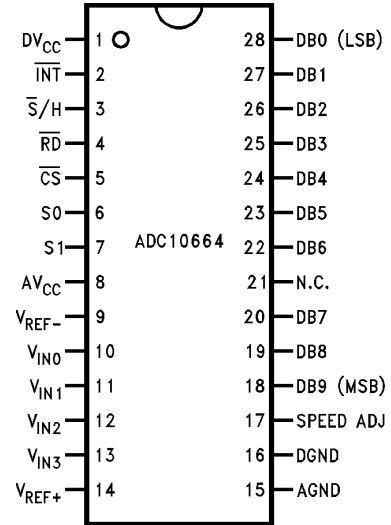 DVCC 1 28 DB0 (LSB)
INT 2 27 DB1
S/H 3 26 DB2
RD 4 25 DB3
CS 5 24 DB4
S0 6 23 DB5
S1 7 ADC10664 22 DB6
AVCC 8 21 N.C.
VREF- 9 20 DB7
VIN0 10 19 DB8
VIN1 11 18 DB9 (MSB)
VIN2 12 17 SPEED ADJ
VIN3 13 16 DGND
VREF+ 14 15 AGND